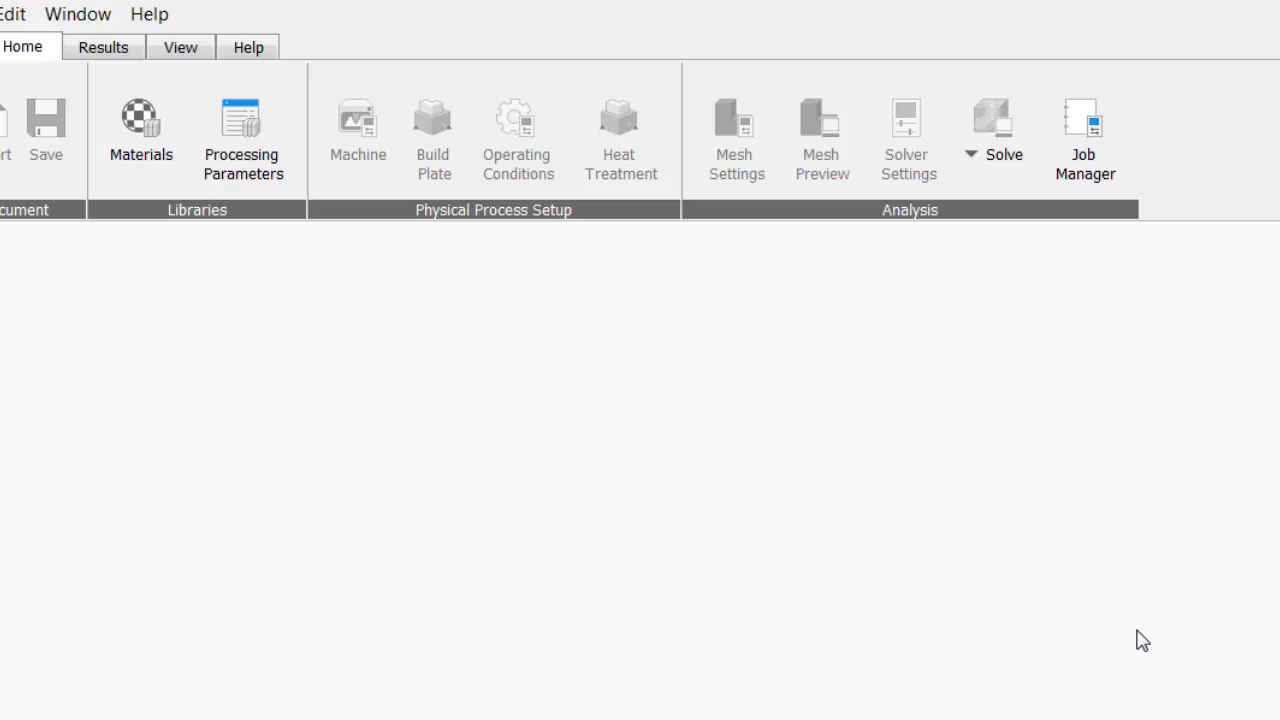 Edit Window Help
Home Results View Help
rt Save Materials Processing Parameters Machine Build Plate Operating Conditions Heat Treatment Mesh Settings Mesh Preview Solver Settings Solve Job Manager
cument Libraries Physical Process Setup Analysis